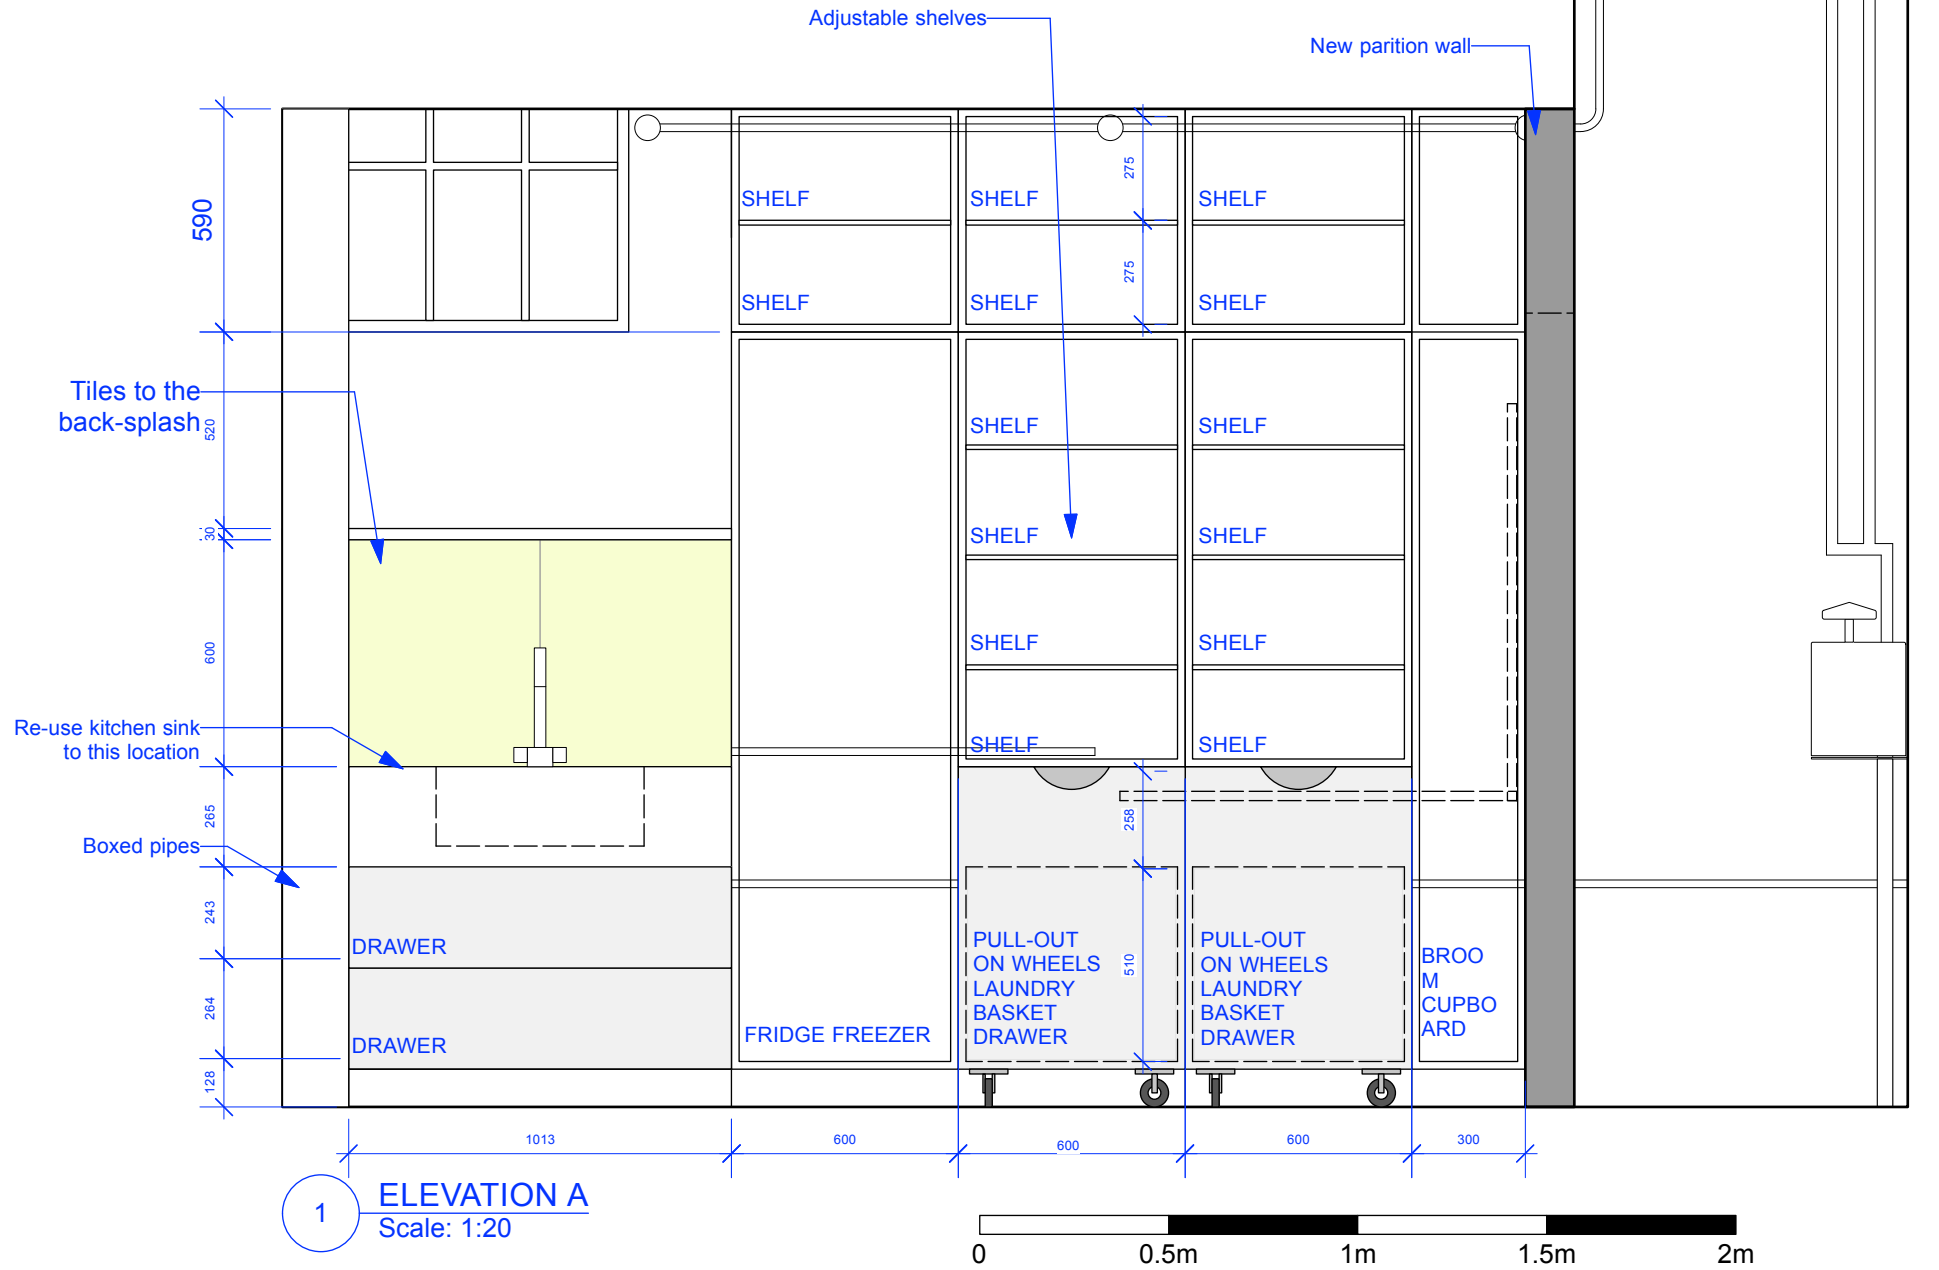 Adjustable shelves
New parition wall
590
275
SHELF
SHELF
SHELF
275
SHELF
SHELF
SHELF
Tiles to the
back-splash
520
SHELF
SHELF
30
SHELF
SHELF
600
SHELF
SHELF
Re-use kitchen sink
to this location
SHELF
SHELF
265
258
Boxed pipes
243
DRAWER
PULL-OUT
ON WHEELS
LAUNDRY
BASKET
DRAWER
510
PULL-OUT
ON WHEELS
LAUNDRY
BASKET
DRAWER
BROO
M
CUPBO
ARD
264
DRAWER
FRIDGE FREEZER
128
1013
600
600
600
300
1
ELEVATION A
Scale: 1:20
0
0.5m
1m
1.5m
2m